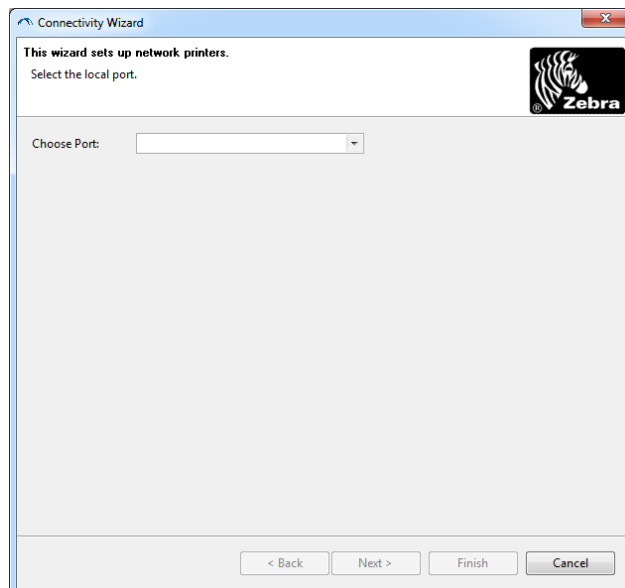 Connectivity Wizard
This wizard sets up network printers.
Select the local port.
® Zebra
Choose Port:
< Back Next > Finish Cancel